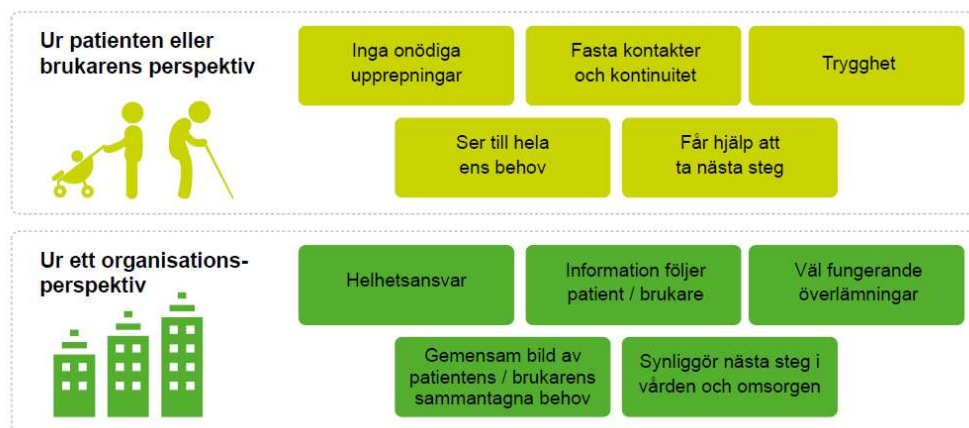 Ur patienten eller
brukarens perspektiv
Inga onödiga
upprepningar
Fasta kontakter
och kontinuitet
Trygghet
Ser till hela
ens behov
Får hjälp att
ta nästa steg
Ur ett organisations-
perspektiv
Helhetsansvar
Information följer
patient / brukare
Väl fungerande
överlämningar
Gemensam bild av
patientens / brukarens
sammantagna behov
Synliggör nästa steg i
vården och omsorgen